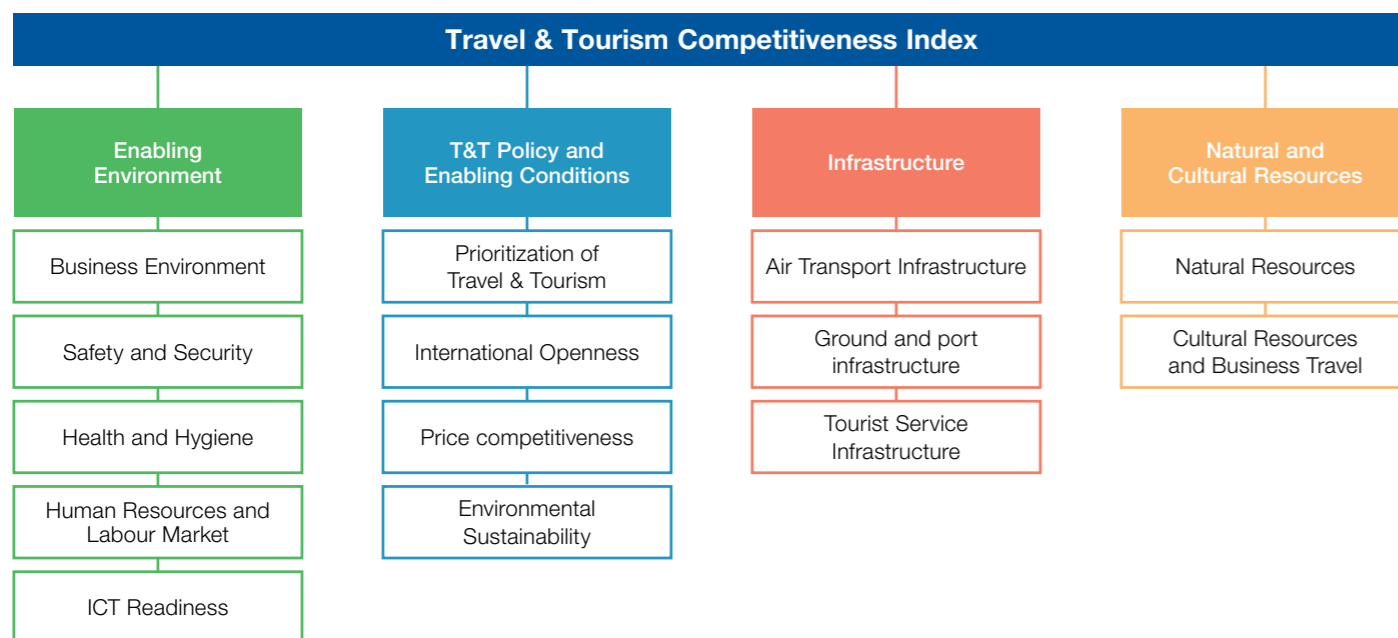 Travel & Tourism Competitiveness Index
Enabling
Environment
Business Environment
Safety and Security
Health and Hygiene
Human Resources and
Labour Market
ICT Readiness
T&T Policy and
Enabling Conditions
Prioritization of
Travel & Tourism
International Openness
Price competitiveness
Environmental
Sustainability
Infrastructure
Air Transport Infrastructure
Ground and port
infrastructure
Tourist Service
Infrastructure
Natural and
Cultural Resources
Natural Resources
Cultural Resources
and Business Travel